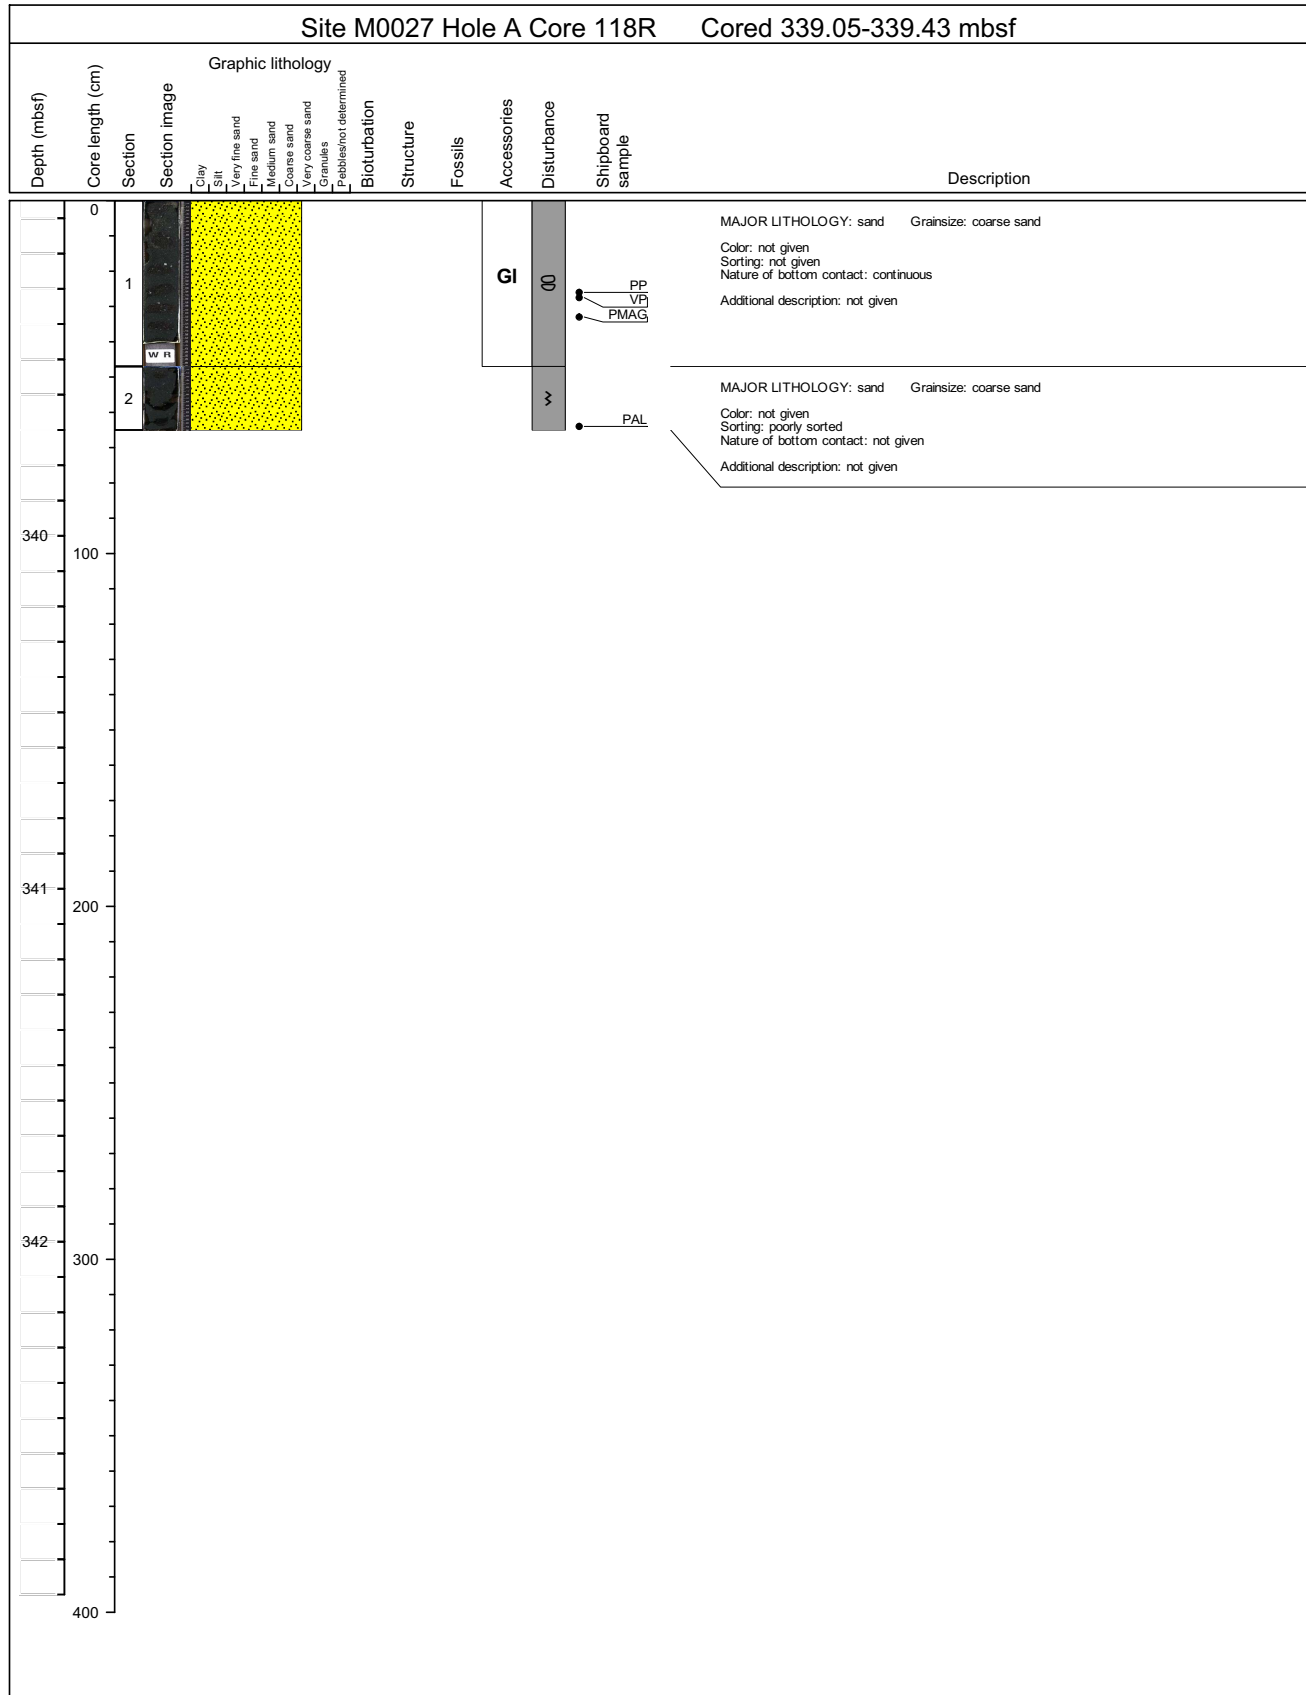 Site M0027 Hole A Core 118R Cored 339.05-339.43 mbsf
Graphic lithology
Depth (mbsf)
Core length (cm)
Section
Section image
Clay
Silt
Very fine sand
Fine sand
Medium sand
Coarse sand
Very coarse sand
Granules
Pebbles/not determined
Bioturbation
Structure
Fossils
Accessories
Disturbance
Shipboard sample
Description
0
1
W R
Gl
PP
VP
PMAG
MAJOR LITHOLOGY: sand Grainsize: coarse sand
Color: not given
Sorting: not given
Nature of bottom contact: continuous
Additional description: not given
2
PAL
MAJOR LITHOLOGY: sand Grainsize: coarse sand
Color: not given
Sorting: poorly sorted
Nature of bottom contact: not given
Additional description: not given
340
100
341
200
342
300
400